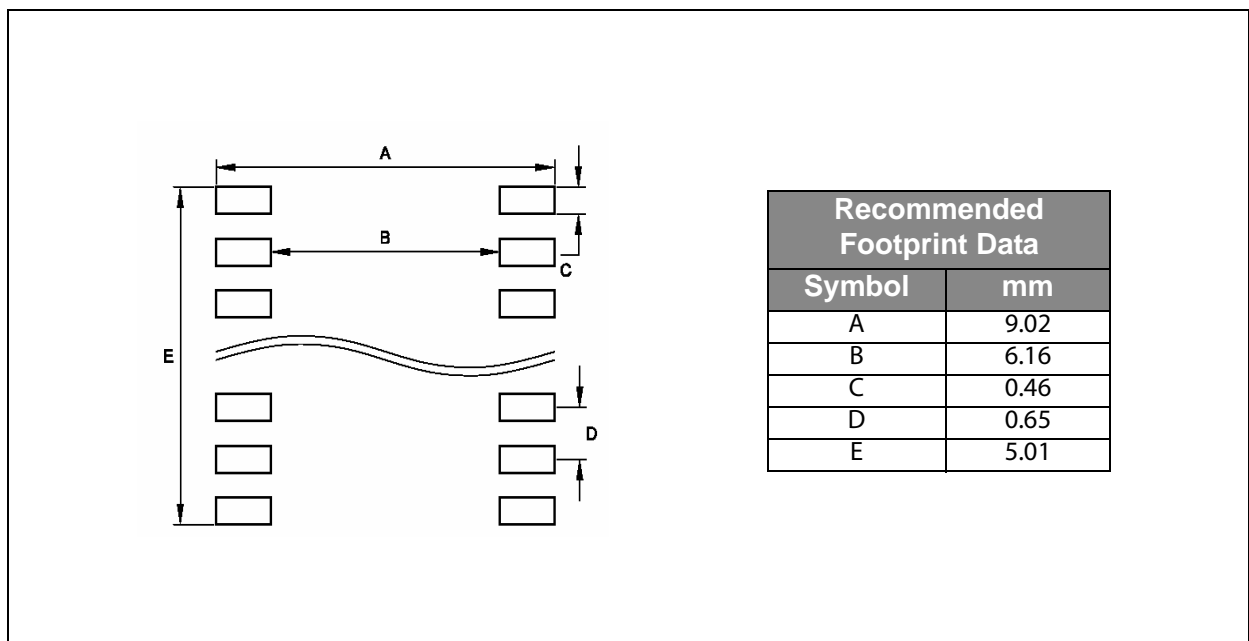 A
B
C
E
D
Recommended
Footprint Data
Symbol mm
A 9.02
B 6.16
C 0.46
D 0.65
E 5.01